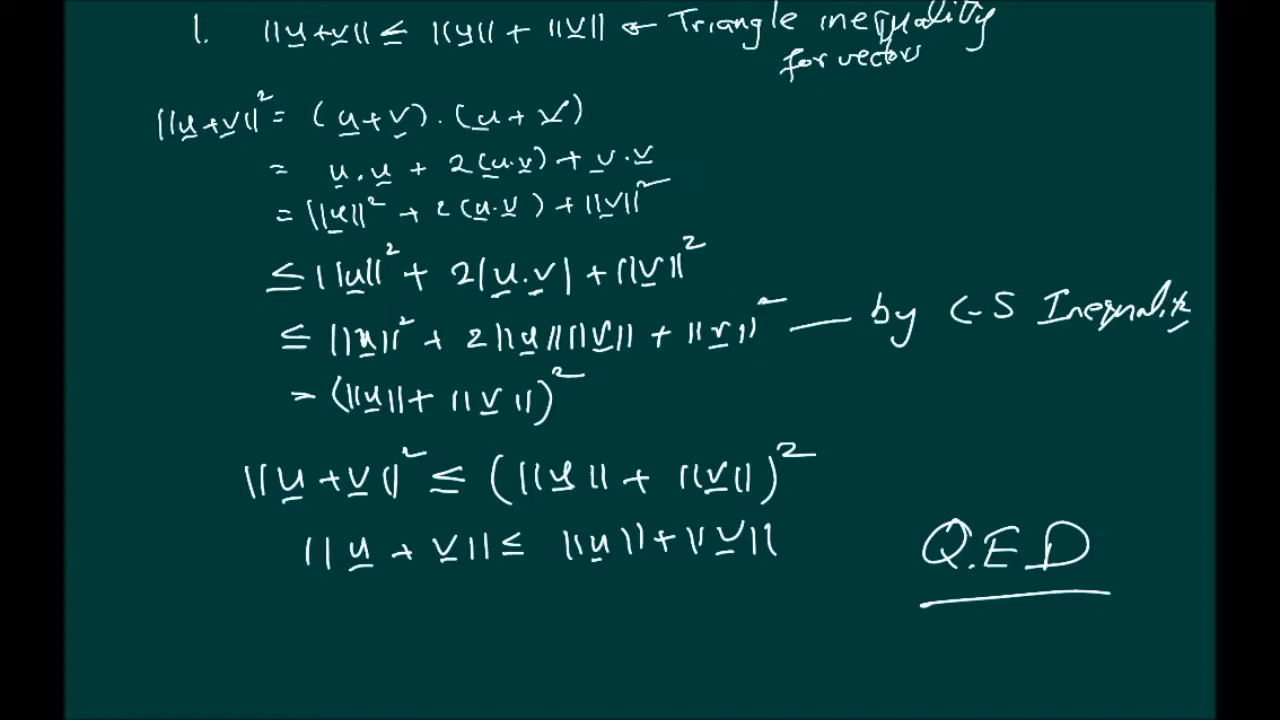 1. ||u+v|| ≤ ||u|| + ||v|| ← Triangle inequality
for vectors
||u+v||² = (u+v).(u+v)
= u.u + 2(u.v) + v.v
= ||u||² + 2(u.v) + ||v||²
≤ ||u||² + 2|u.v| + ||v||²
≤ ||u||² + 2||u||||v|| + ||v||² — by C-S Inequality
= (||u|| + ||v||)²
||u+v||² ≤ (||u|| + ||v||)²
||u + v|| ≤ ||u|| + ||v||
Q.E.D